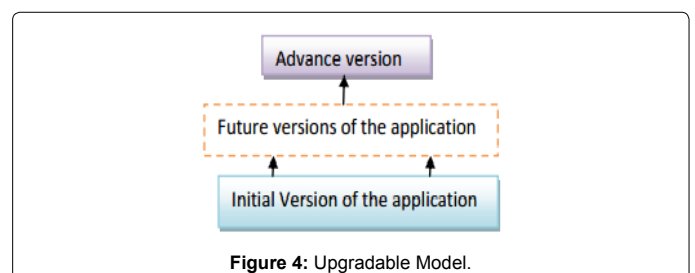 Advance version
Future versions of the application
Initial Version of the application
Figure 4: Upgradable Model.